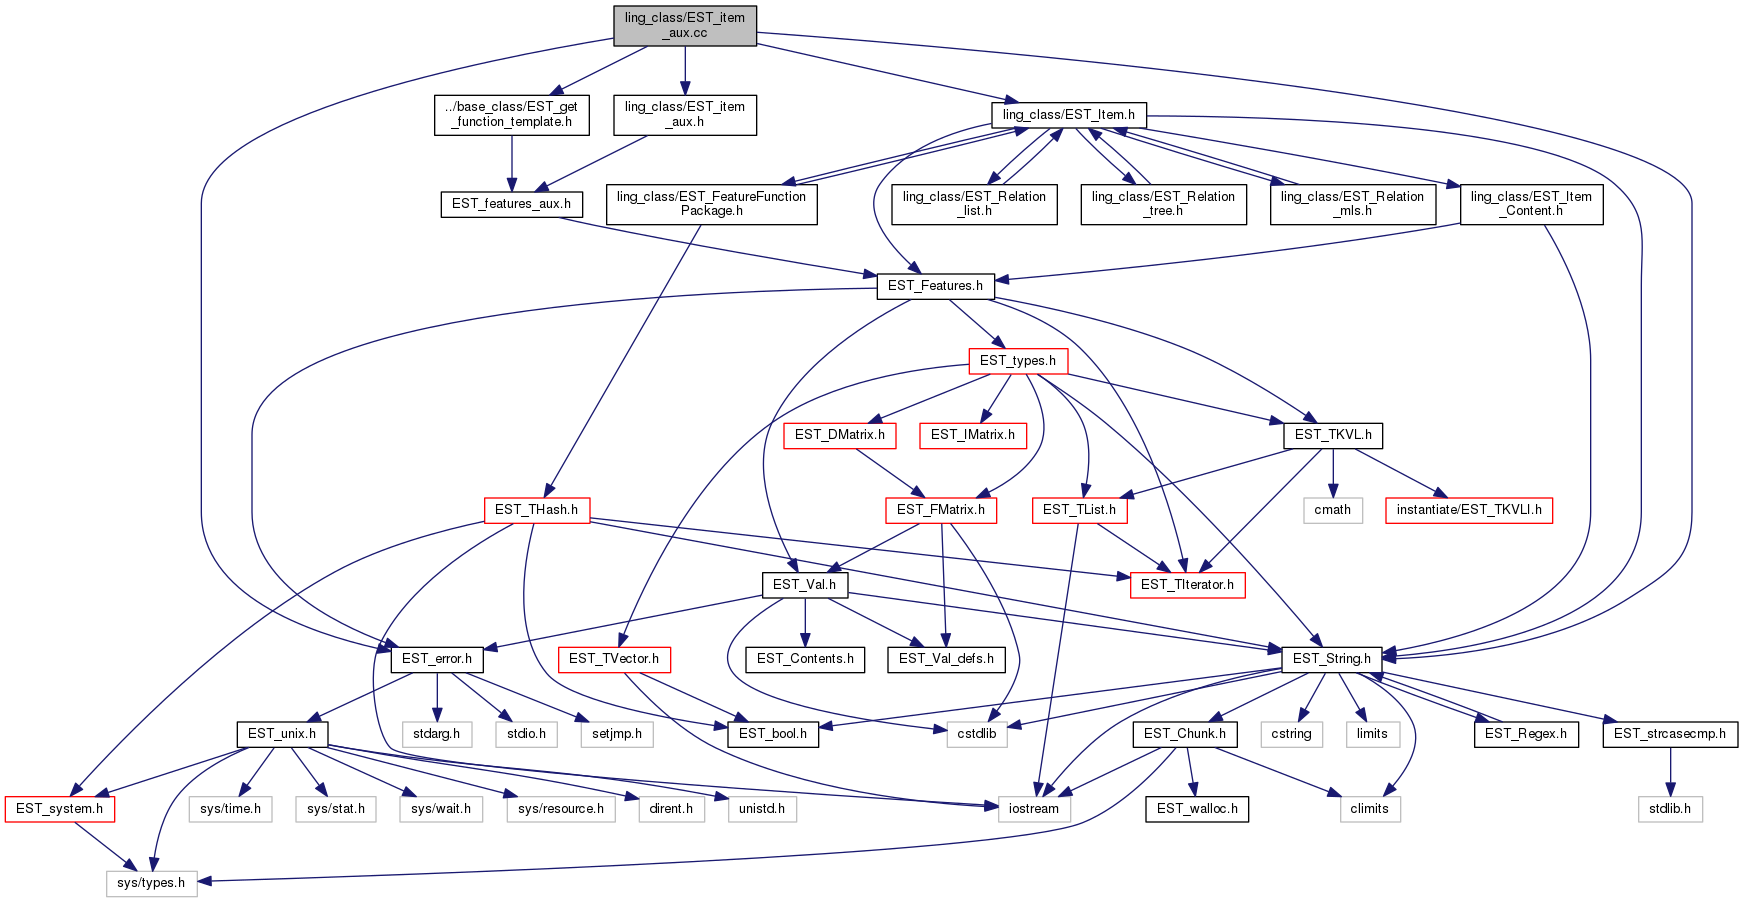 ling_class/EST_item
_aux.cc
../base_class/EST_get
_function_template.h
ling_class/EST_item
_aux.h
ling_class/EST_Item.h
EST_features_aux.h
ling_class/EST_FeatureFunction
Package.h
ling_class/EST_Relation
_list.h
ling_class/EST_Relation
_tree.h
ling_class/EST_Relation
_mls.h
ling_class/EST_Item
_Content.h
EST_Features.h
EST_types.h
EST_DMatrix.h
EST_IMatrix.h
EST_TKVL.h
EST_THash.h
EST_FMatrix.h
EST_TList.h
cmath
instantiate/EST_TKVLI.h
EST_Val.h
EST_TIterator.h
EST_error.h
EST_TVector.h
EST_Contents.h
EST_Val_defs.h
EST_String.h
EST_unix.h
stdarg.h
stdio.h
setjmp.h
EST_bool.h
cstdlib
EST_Chunk.h
cstring
limits
EST_Regex.h
EST_strcasecmp.h
EST_system.h
sys/time.h
sys/stat.h
sys/wait.h
sys/resource.h
dirent.h
unistd.h
iostream
EST_walloc.h
climits
stdlib.h
sys/types.h